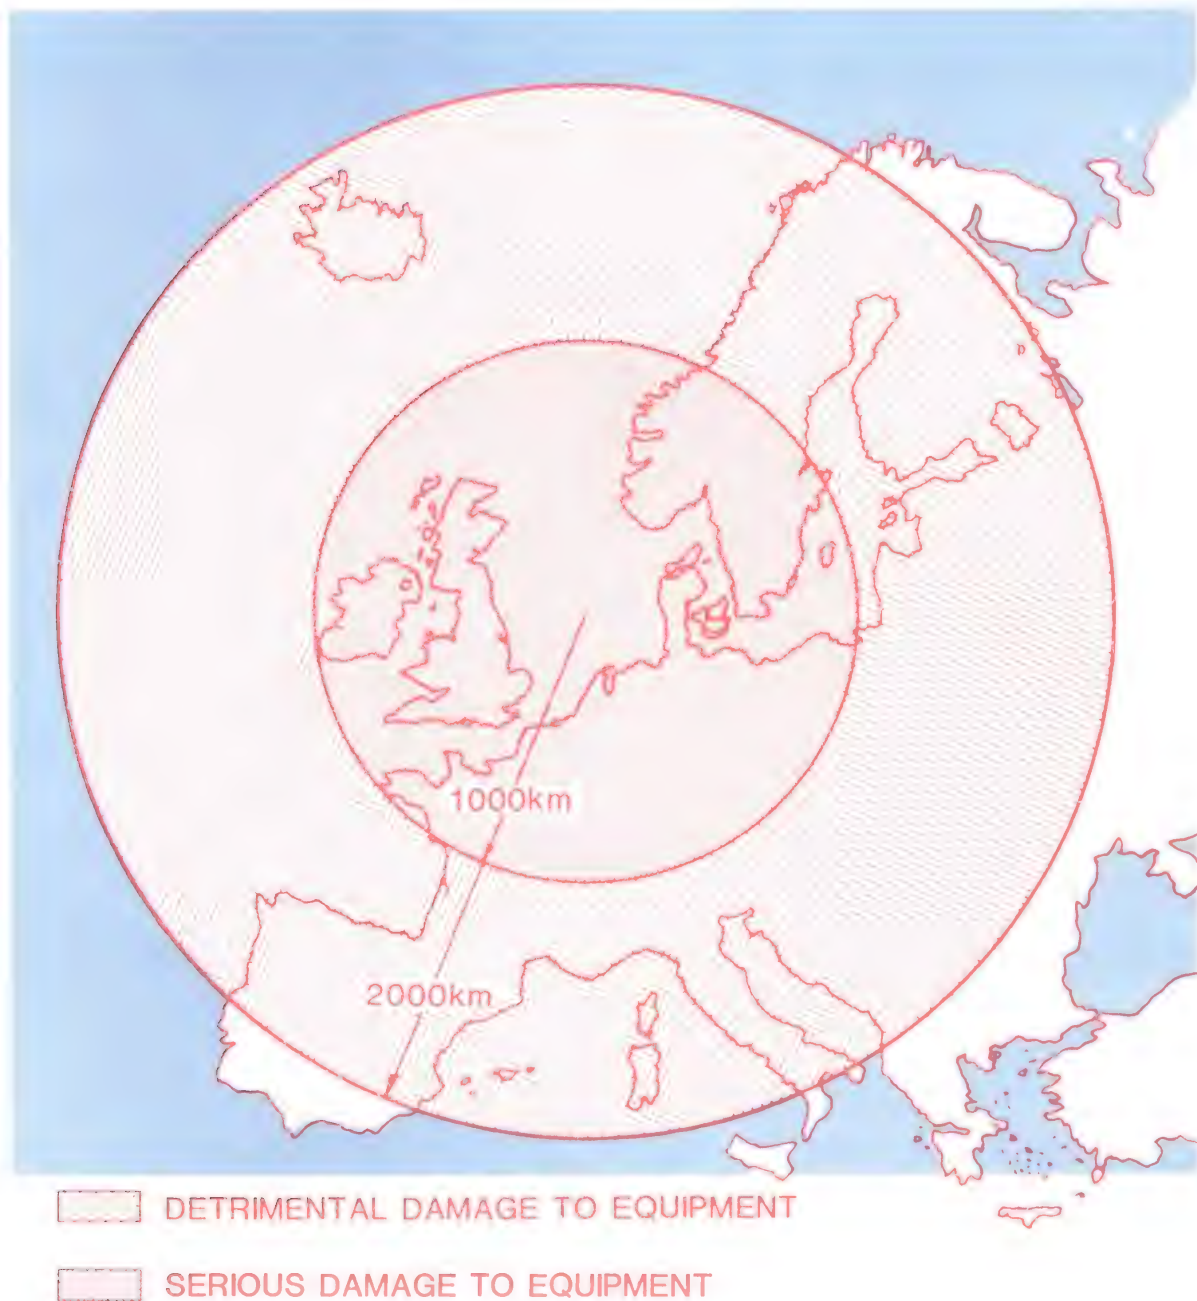 1000km
2000km
DETRIMENTAL DAMAGE TO EQUIPMENT
SERIOUS DAMAGE TO EQUIPMENT